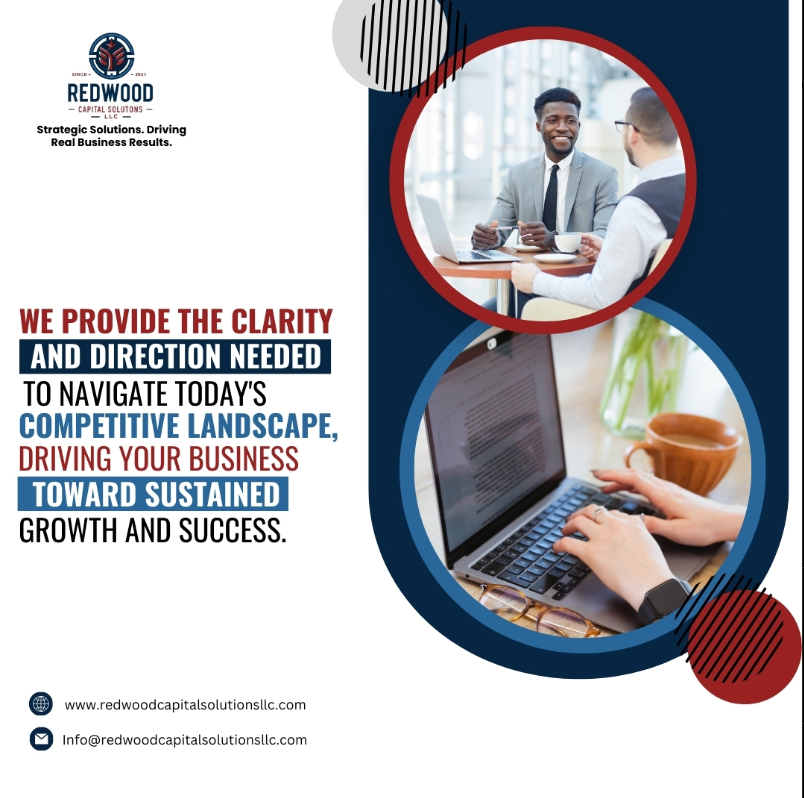 SINCE - - 2021
REDWOOD
CAPITAL SOLUTIONS
LLC
Strategic Solutions. Driving
Real Business Results.
WE PROVIDE THE CLARITY
AND DIRECTION NEEDED
TO NAVIGATE TODAY'S
COMPETITIVE LANDSCAPE,
DRIVING YOUR BUSINESS
TOWARD SUSTAINED
GROWTH AND SUCCESS.
www.redwoodcapitalsolutionsllc.com
Info@redwoodcapitalsolutionsllc.com